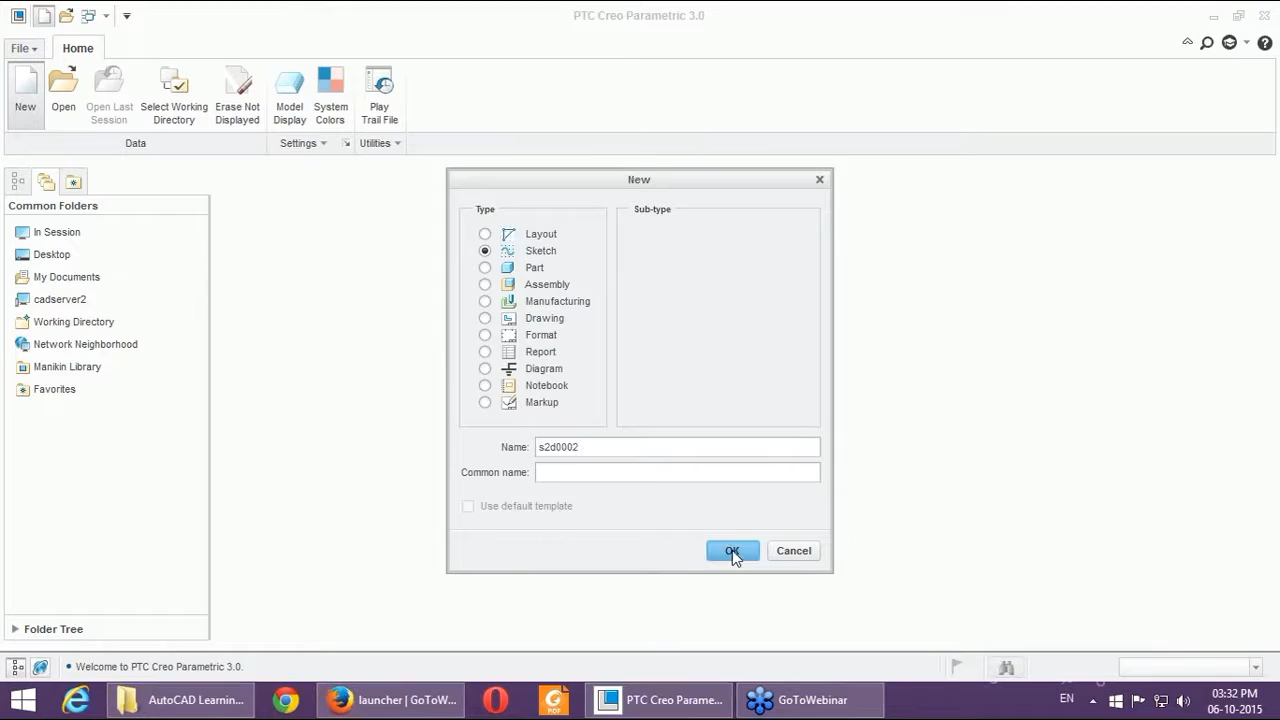 PTC Creo Parametric 3.0
File
Home
New
Open
Open Last Session
Select Working Directory
Erase Not Displayed
Model Display
System Colors
Play Trail File
Data
Settings
Utilities
Common Folders
In Session
Desktop
My Documents
cadserver2
Working Directory
Network Neighborhood
Manikin Library
Favorites
Folder Tree
New
Type
Sub-type
Layout
Sketch
Part
Assembly
Manufacturing
Drawing
Format
Report
Diagram
Notebook
Markup
Name: s2d0002
Common name:
Use default template
OK
Cancel
• Welcome to PTC Creo Parametric 3.0.
AutoCAD Learnin...
launcher | GoToW...
PDF
PTC Creo Parame...
GoToWebinar
EN
03:32 PM
06-10-2015